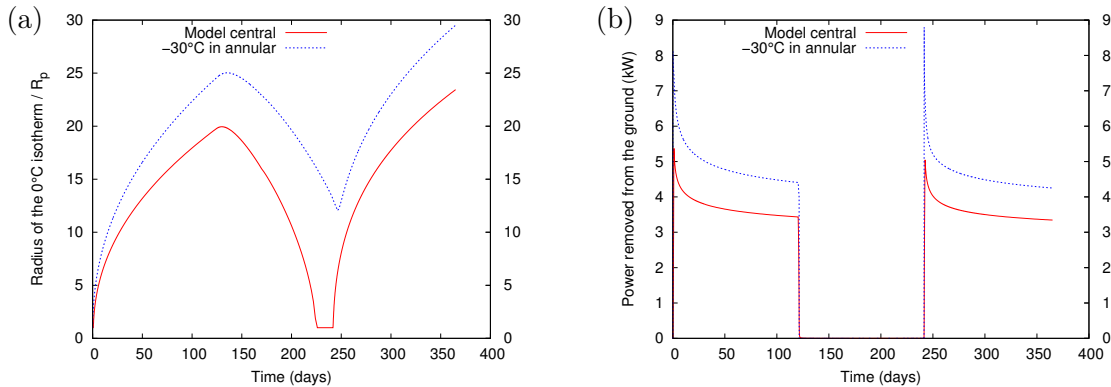 (a)
Model central
−30°C in annular
Radius of the 0°C isotherm / R_p
30
25
20
15
10
5
0
30
25
20
15
10
5
0
0 50 100 150 200 250 300 350 400
Time (days)
(b)
Model central
−30°C in annular
Power removed from the ground (kW)
9
8
7
6
5
4
3
2
1
0
9
8
7
6
5
4
3
2
1
0
0 50 100 150 200 250 300 350 400
Time (days)